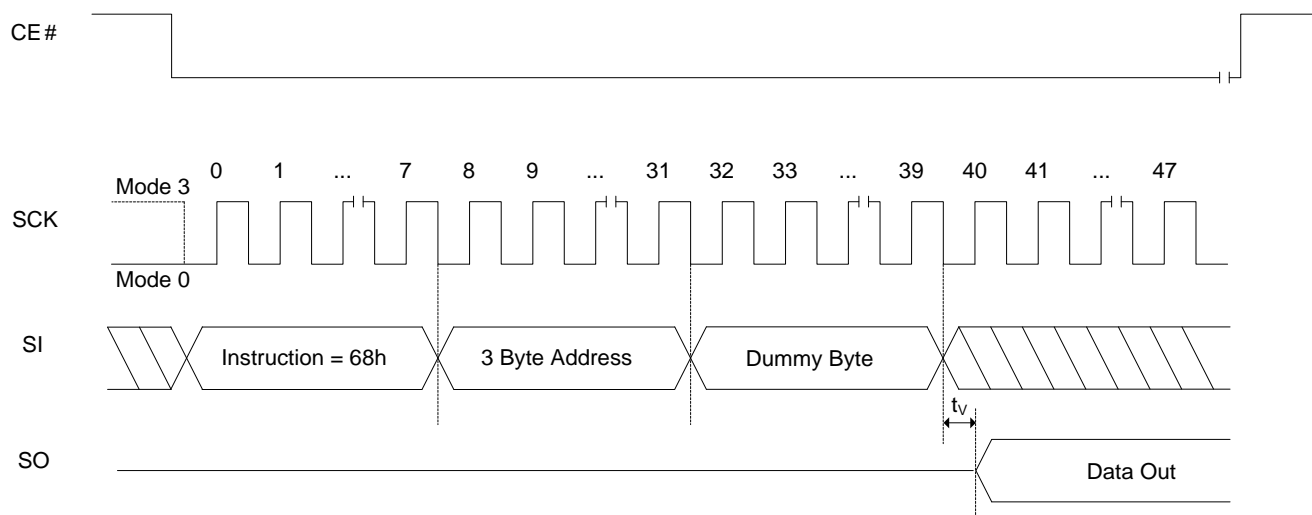 CE#
0 1 ... 7 8 9 ... 31 32 33 ... 39 40 41 ... 47
Mode 3
SCK
Mode 0
SI Instruction = 68h 3 Byte Address Dummy Byte
tV
SO Data Out